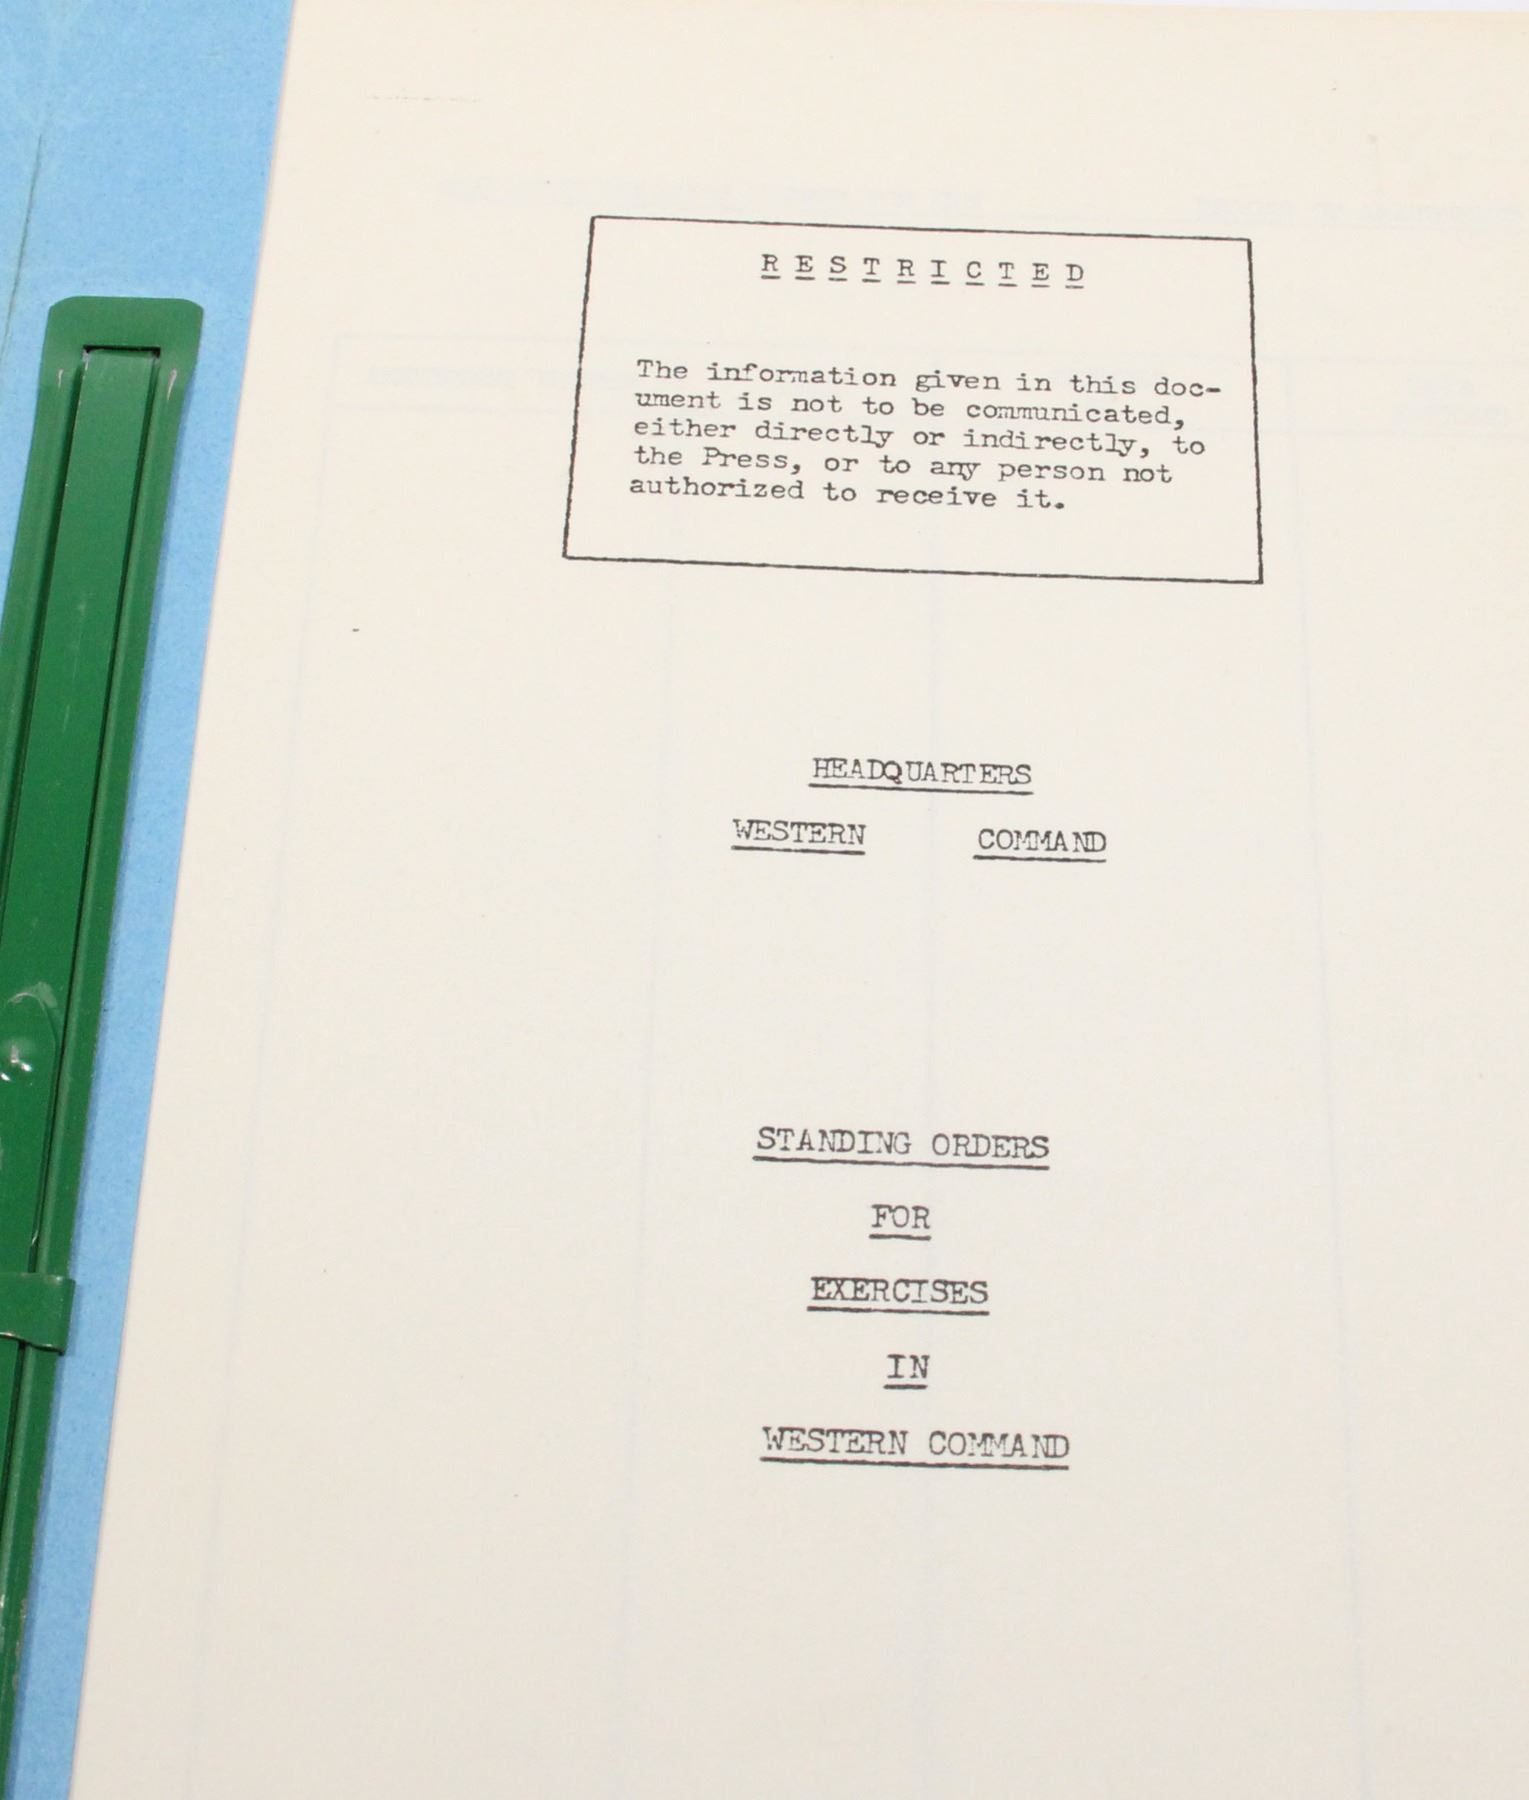 RESTRICTED
The information given in this doc-
ument is not to be communicated,
either directly or indirectly, to
the Press, or to any person not
authorized to receive it.
HEADQUARTERS
WESTERN COMMAND
STANDING ORDERS
FOR
EXERCISES
IN
WESTERN COMMAND